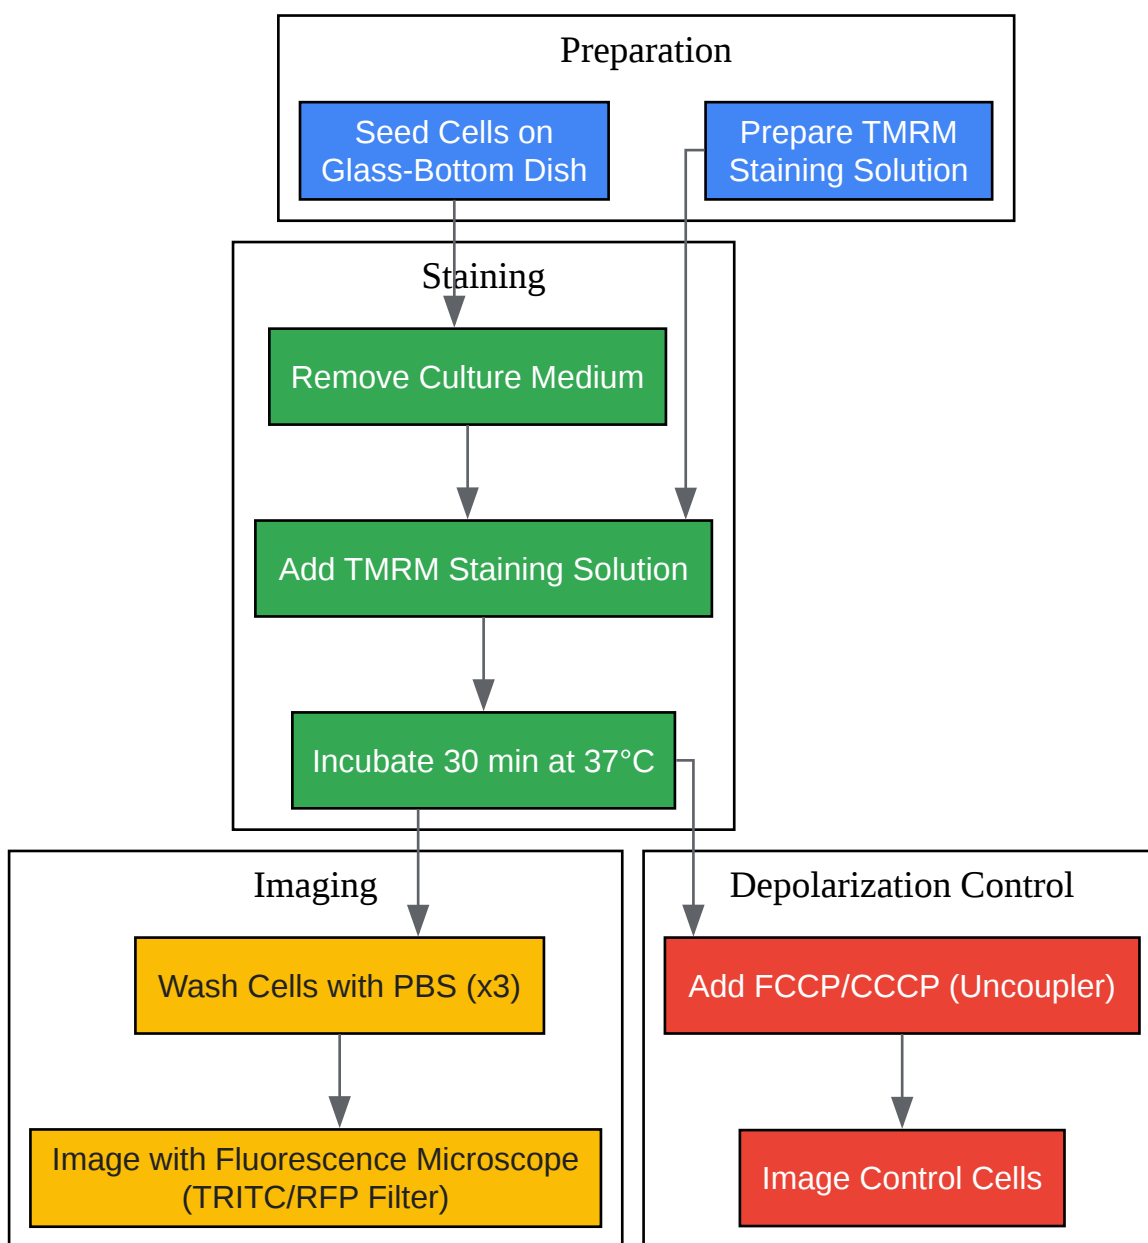 Preparation
Seed Cells on
Glass-Bottom Dish
Prepare TMRM
Staining Solution
Staining
Remove Culture Medium
Add TMRM Staining Solution
Incubate 30 min at 37°C
Imaging
Wash Cells with PBS (x3)
Image with Fluorescence Microscope
(TRITC/RFP Filter)
Depolarization Control
Add FCCP/CCCP (Uncoupler)
Image Control Cells